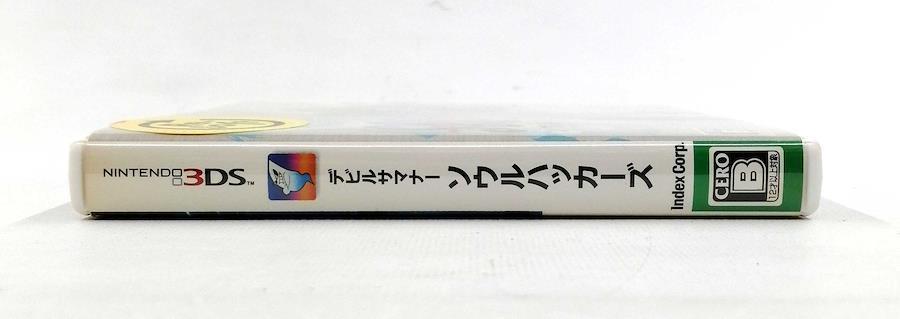 NINTENDO 3DS™
デビルサマナー
ソウルハッカーズ
Index Corp.
CERO
B
12才以上対象